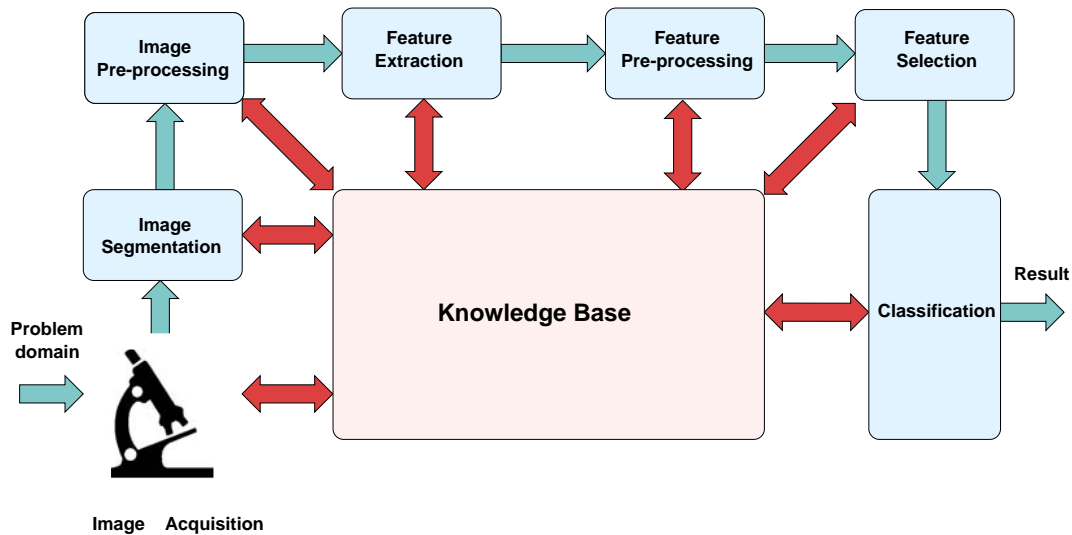 Image
Pre-processing
Feature
Extraction
Feature
Pre-processing
Feature
Selection
Image
Segmentation
Knowledge Base
Classification
Result
Problem
domain
Image Acquisition